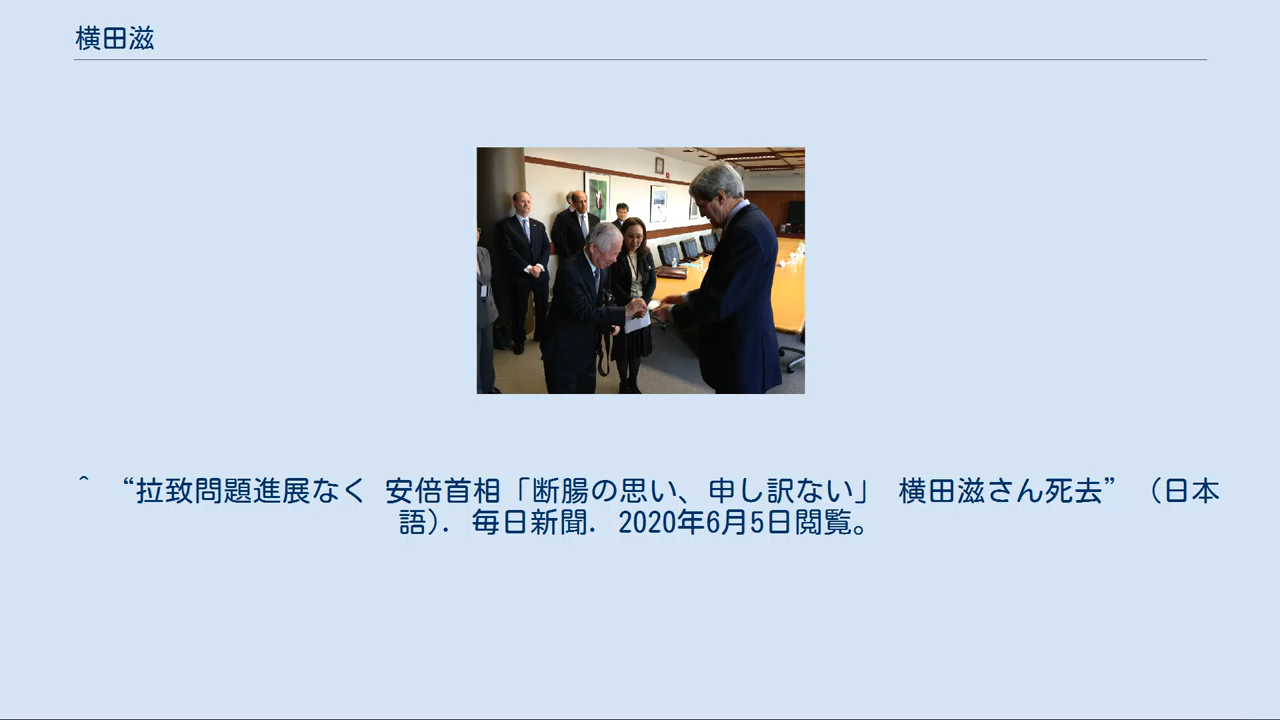 横田滋
^ “拉致問題進展なく 安倍首相「断腸の思い、申し訳ない」 横田滋さん死去” (日本
語). 毎日新聞. 2020年6月5日閲覧。